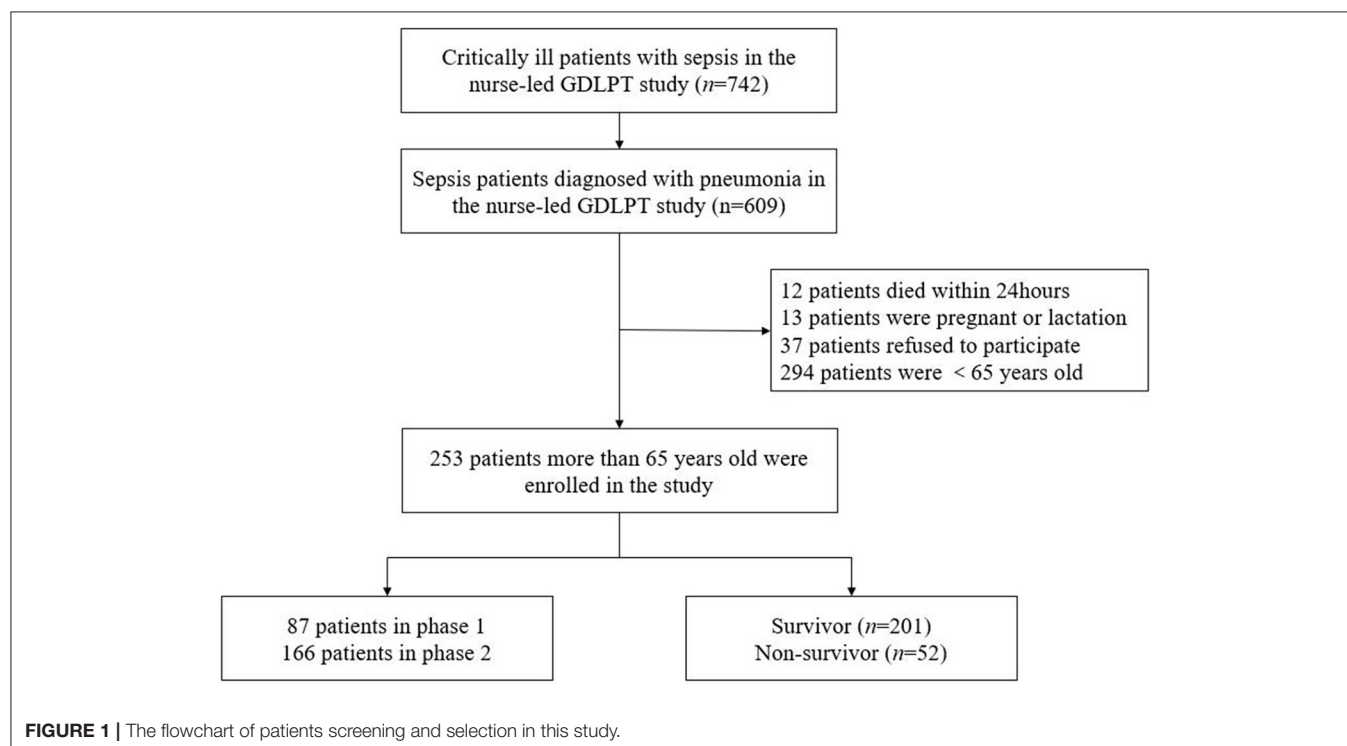 Critically ill patients with sepsis in the
nurse-led GDLPT study (n=742)
Sepsis patients diagnosed with pneumonia in
the nurse-led GDLPT study (n=609)
12 patients died within 24hours
13 patients were pregnant or lactation
37 patients refused to participate
294 patients were < 65 years old
253 patients more than 65 years old were
enrolled in the study
87 patients in phase 1
166 patients in phase 2
Survivor (n=201)
Non-survivor (n=52)
FIGURE 1 | The flowchart of patients screening and selection in this study.